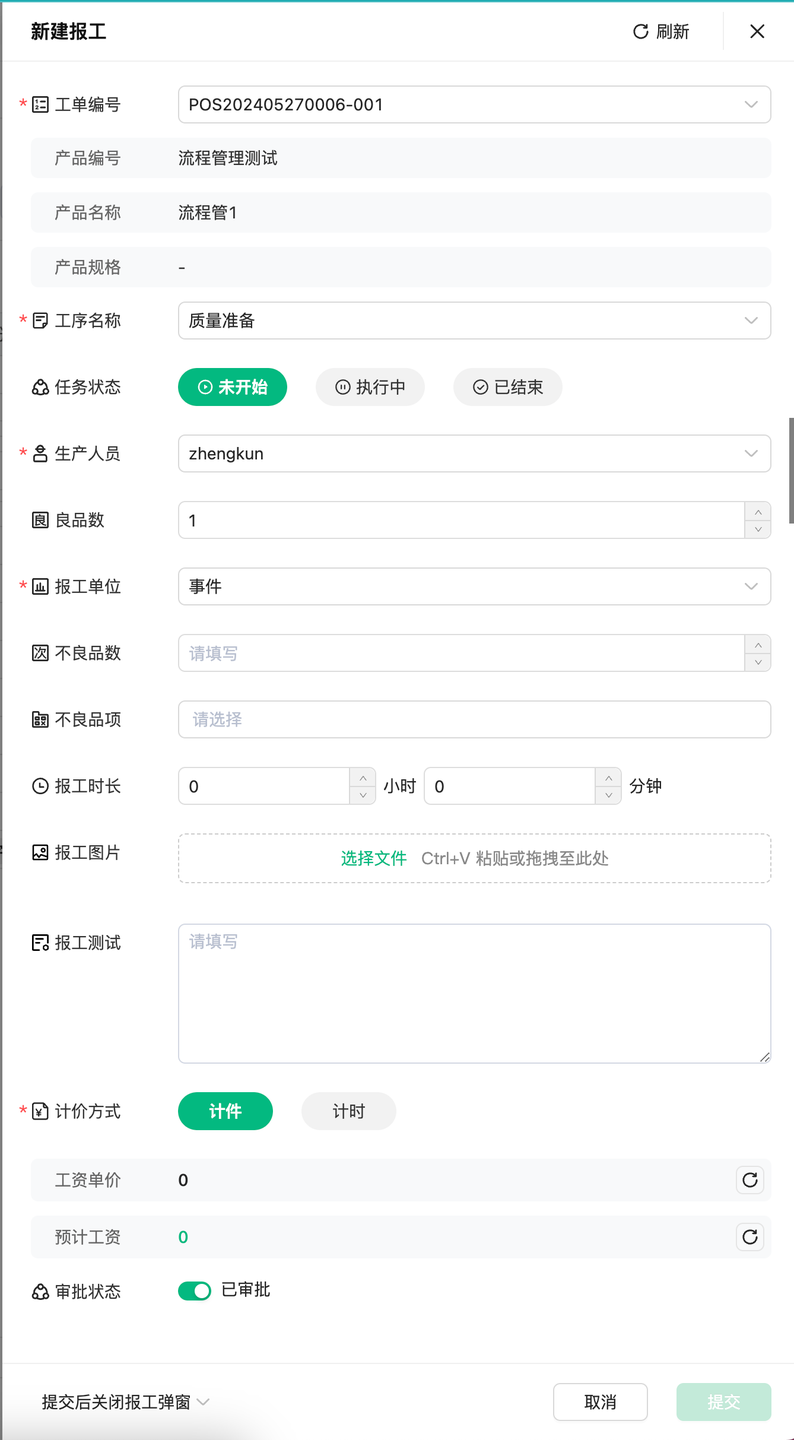 新建报工 刷新
* 工单编号 POS202405270006-001
产品编号 流程管理测试
产品名称 流程管1
产品规格 -
* 工序名称 质量准备
任务状态 未开始 执行中 已结束
* 生产人员 zhengkun
良品数 1
* 报工单位 事件
不良品数 请填写
不良品项 请选择
报工时长 0 小时 0 分钟
报工图片 选择文件 Ctrl+V 粘贴或拖拽至此处
报工测试 请填写
* 计价方式 计件 计时
工资单价 0
预计工资 0
审批状态 已审批
提交后关闭报工弹窗 取消 提交